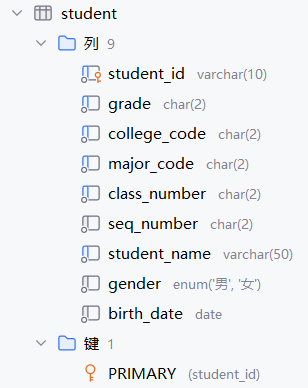 student
列 9
student_id varchar(10)
grade char(2)
college_code char(2)
major_code char(2)
class_number char(2)
seq_number char(2)
student_name varchar(50)
gender enum('男', '女')
birth_date date
键 1
PRIMARY (student_id)